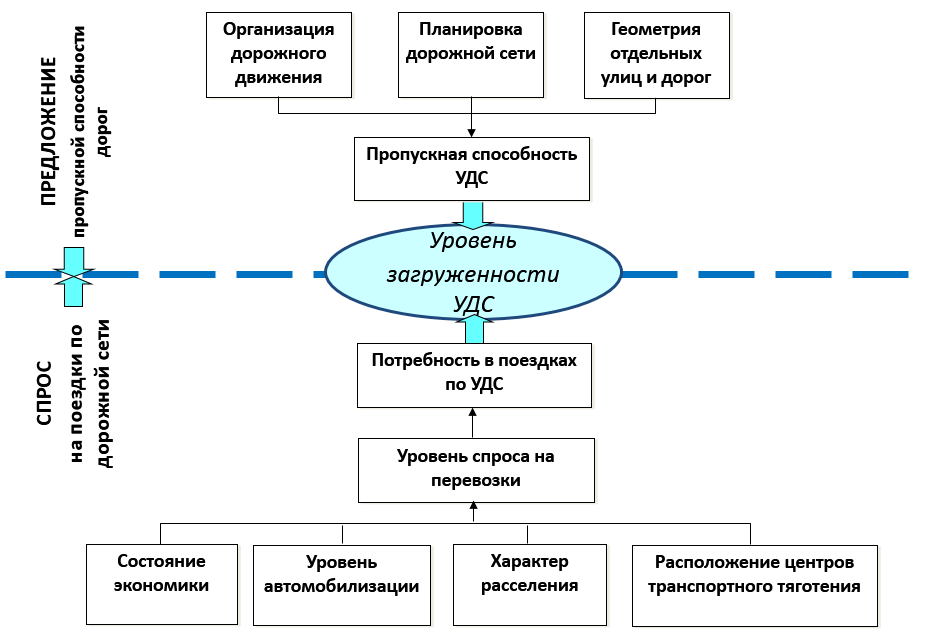 Организация
дорожного
движения
Планировка
дорожной сети
Геометрия
отдельных
улиц и дорог
ПРЕДЛОЖЕНИЕ
пропускной способности
дорог
Пропускная способность
УДС
Уровень
загруженности
УДС
СПРОС
на поездки по
дорожной сети
Потребность в поездках
по УДС
Уровень спроса на
перевозки
Состояние
экономики
Уровень
автомобилизации
Характер
расселения
Расположение центров
транспортного тяготения